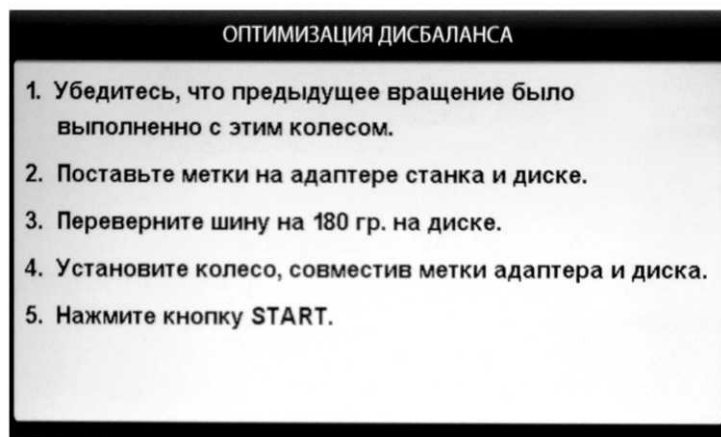 ОПТИМИЗАЦИЯ ДИСБАЛАНСА
1. Убедитесь, что предыдущее вращение было
выполненно с этим колесом.
2. Поставьте метки на адаптере станка и диске.
3. Переверните шину на 180 гр. на диске.
4. Установите колесо, совместив метки адаптера и диска.
5. Нажмите кнопку START.